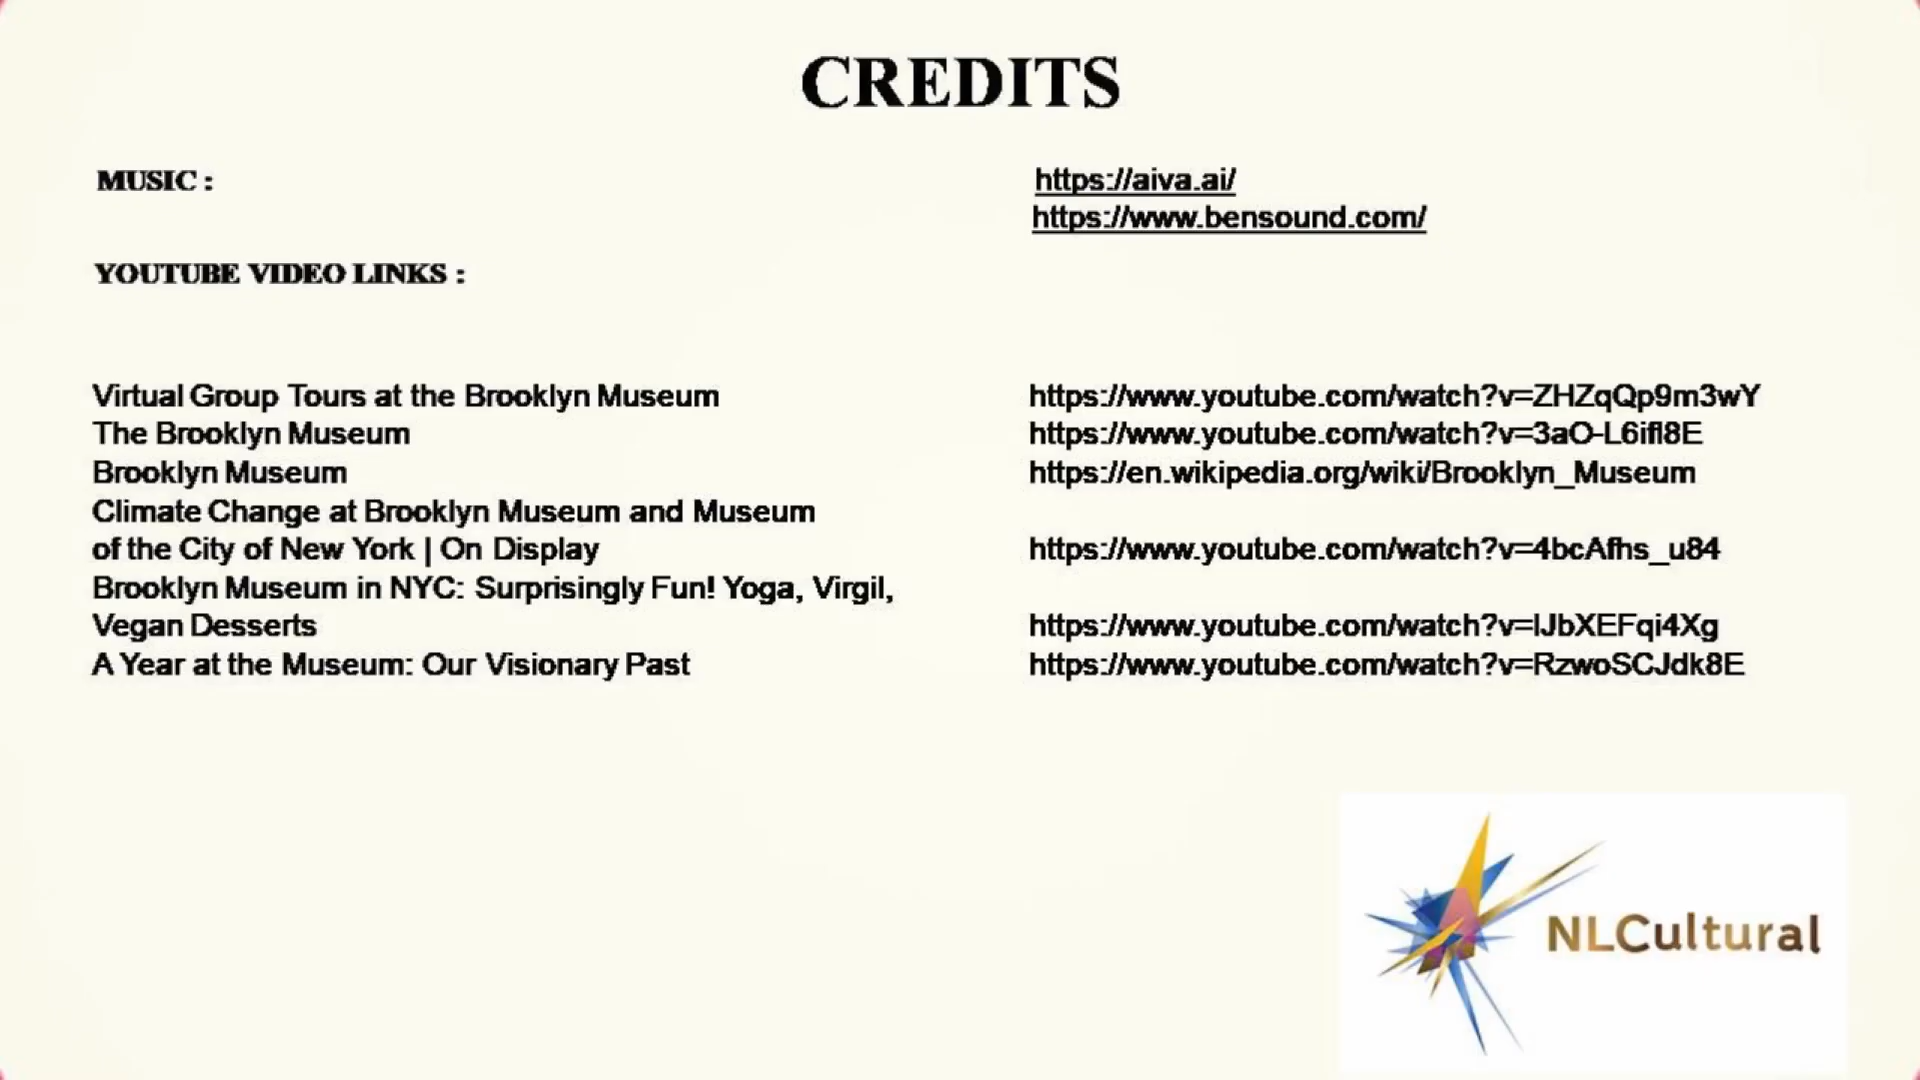 CREDITS
MUSIC : https://aiva.ai/
https://www.bensound.com/
YOUTUBE VIDEO LINKS :
Virtual Group Tours at the Brooklyn Museum https://www.youtube.com/watch?v=ZHZqQp9m3wY
The Brooklyn Museum https://www.youtube.com/watch?v=3aO-L6ifl8E
Brooklyn Museum https://en.wikipedia.org/wiki/Brooklyn_Museum
Climate Change at Brooklyn Museum and Museum
of the City of New York | On Display https://www.youtube.com/watch?v=4bcAfhs_u84
Brooklyn Museum in NYC: Surprisingly Fun! Yoga, Virgil,
Vegan Desserts https://www.youtube.com/watch?v=IJbXEFqi4Xg
A Year at the Museum: Our Visionary Past https://www.youtube.com/watch?v=RzwoSCJdk8E
NLCultural